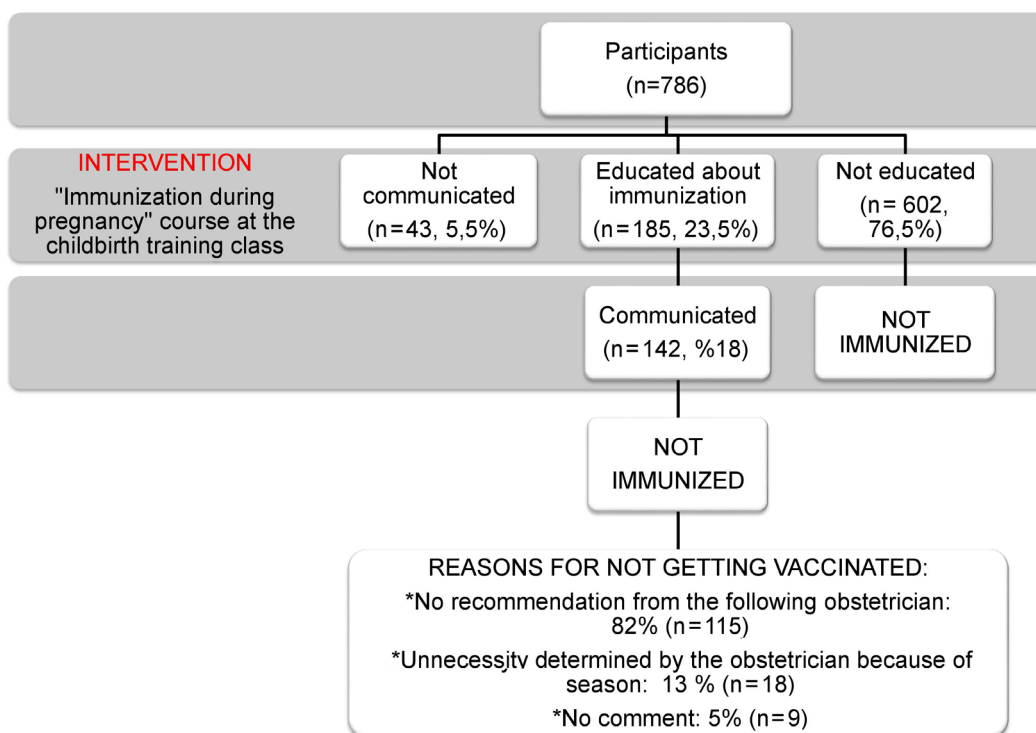 Participants
(n=786)
INTERVENTION
"Immunization during
pregnancy" course at the
childbirth training class
Not
communicated
(n=43, 5,5%)
Educated about
immunization
(n=185, 23,5%)
Not educated
(n= 602,
76,5%)
Communicated
(n=142, %18)
NOT
IMMUNIZED
NOT
IMMUNIZED
REASONS FOR NOT GETTING VACCINATED:
*No recommendation from the following obstetrician:
82% (n=115)
*Unnecessity determined by the obstetrician because of
season: 13 % (n=18)
*No comment: 5% (n=9)